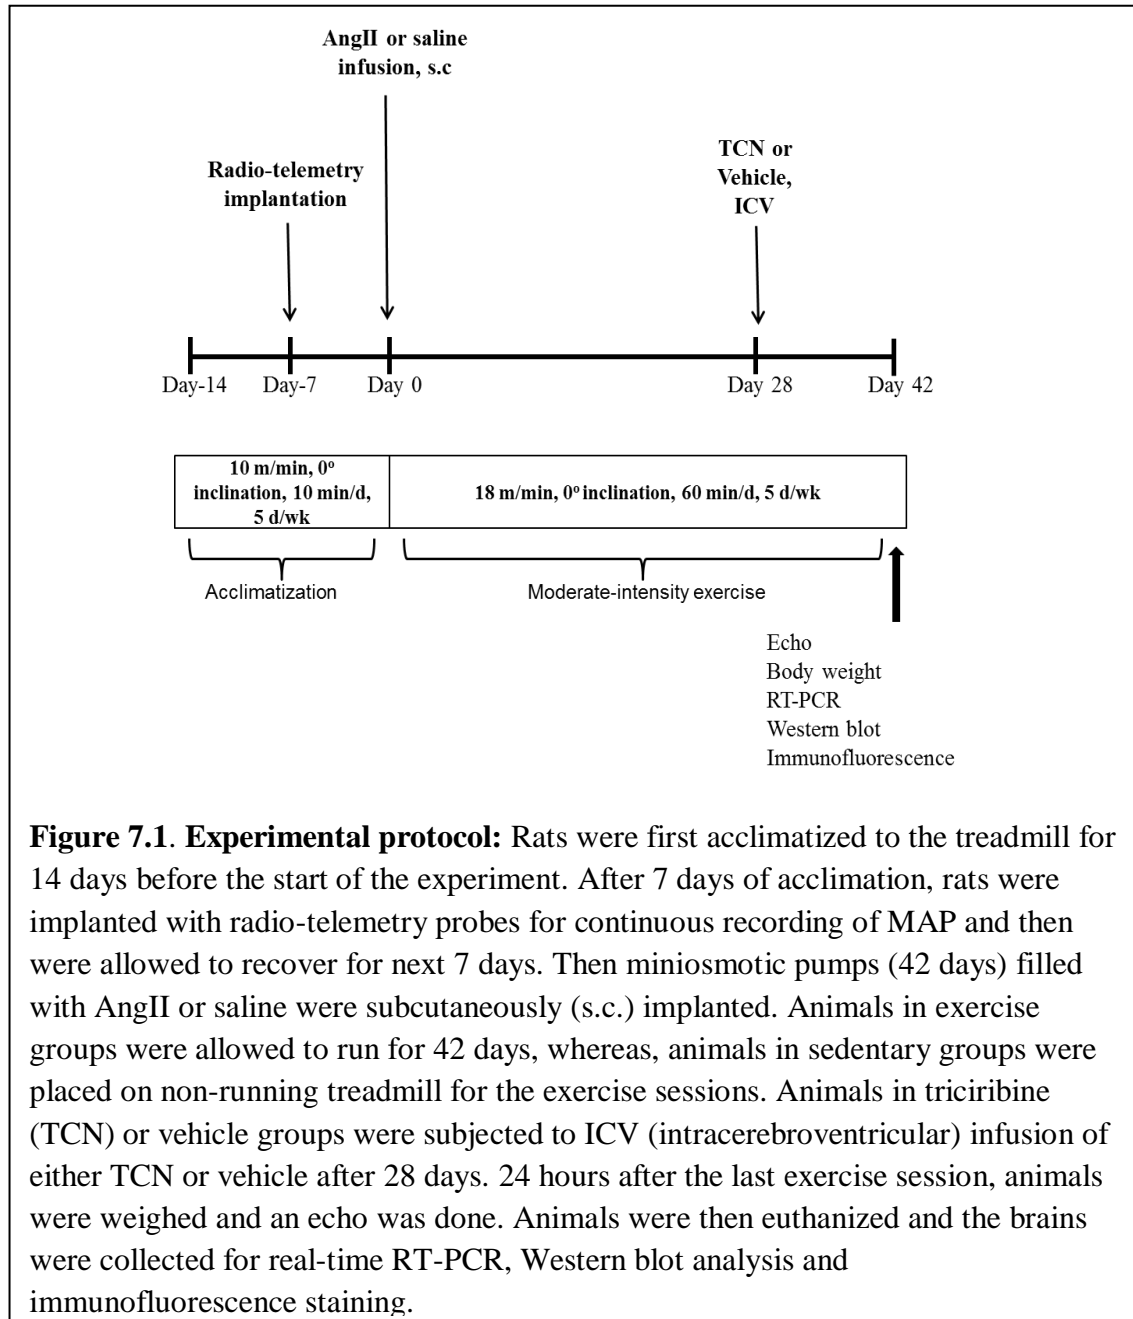 AngII or saline
infusion, s.c
Radio-telemetry
implantation
TCN or
Vehicle,
ICV
Day-14 Day-7 Day 0 Day 28 Day 42
10 m/min, 0º
inclination, 10 min/d,
5 d/wk
18 m/min, 0º inclination, 60 min/d, 5 d/wk
Acclimatization Moderate-intensity exercise
Echo
Body weight
RT-PCR
Western blot
Immunofluorescence
Figure 7.1. Experimental protocol: Rats were first acclimatized to the treadmill for
14 days before the start of the experiment. After 7 days of acclimation, rats were
implanted with radio-telemetry probes for continuous recording of MAP and then
were allowed to recover for next 7 days. Then miniosmotic pumps (42 days) filled
with AngII or saline were subcutaneously (s.c.) implanted. Animals in exercise
groups were allowed to run for 42 days, whereas, animals in sedentary groups were
placed on non-running treadmill for the exercise sessions. Animals in triciribine
(TCN) or vehicle groups were subjected to ICV (intracerebroventricular) infusion of
either TCN or vehicle after 28 days. 24 hours after the last exercise session, animals
were weighed and an echo was done. Animals were then euthanized and the brains
were collected for real-time RT-PCR, Western blot analysis and
immunofluorescence staining.